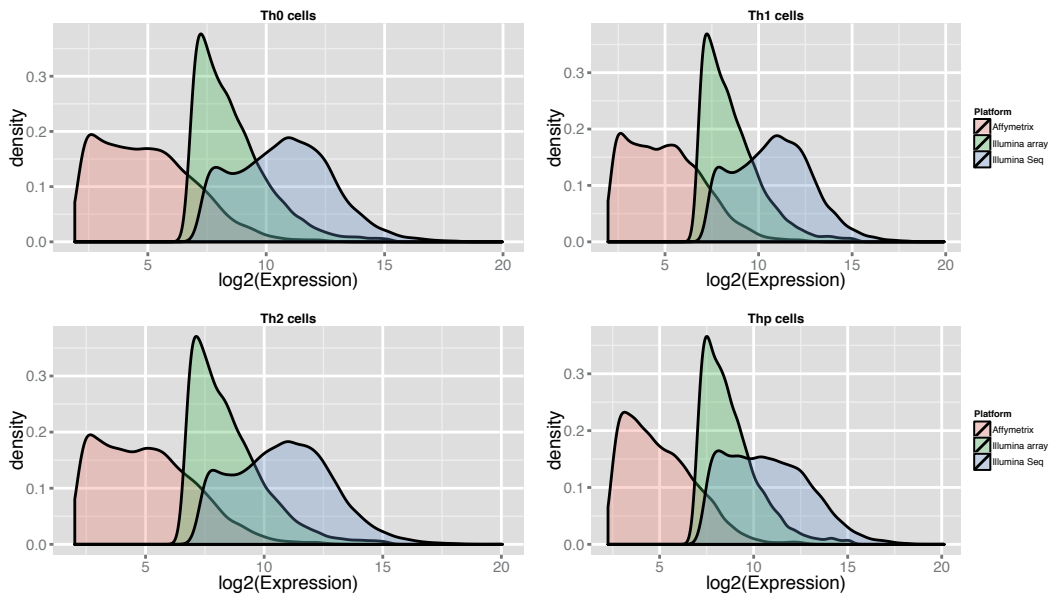 Th0 cells
Th1 cells
density
0.3
0.2
0.1
0.0
5 10 15 20
log2(Expression)
density
0.3
0.2
0.1
0.0
5 10 15 20
log2(Expression)
Platform
Affymetrix
Illumina array
Illumina Seq
Th2 cells
Thp cells
density
0.3
0.2
0.1
0.0
5 10 15 20
log2(Expression)
density
0.3
0.2
0.1
0.0
5 10 15 20
log2(Expression)
Platform
Affymetrix
Illumina array
Illumina Seq